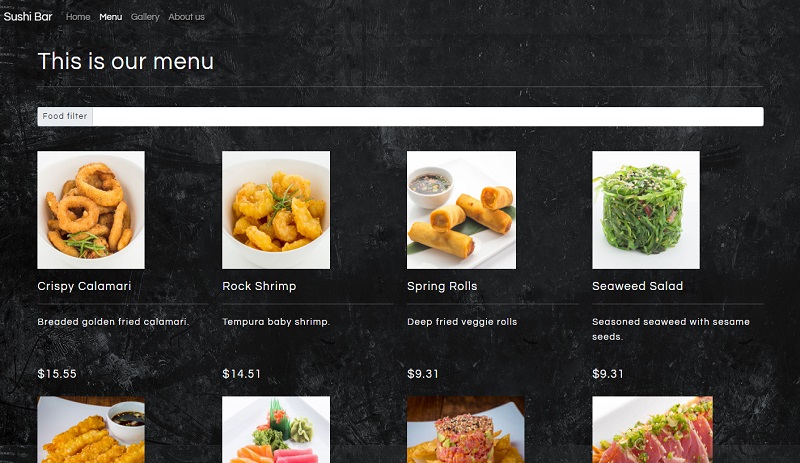 Sushi Bar Home Menu Gallery About us
This is our menu
Food filter
Crispy Calamari
Rock Shrimp
Spring Rolls
Seaweed Salad
Breaded golden fried calamari.
Tempura baby shrimp.
Deep fried veggie rolls
Seasoned seaweed with sesame
seeds.
$15.55
$14.51
$9.31
$9.31